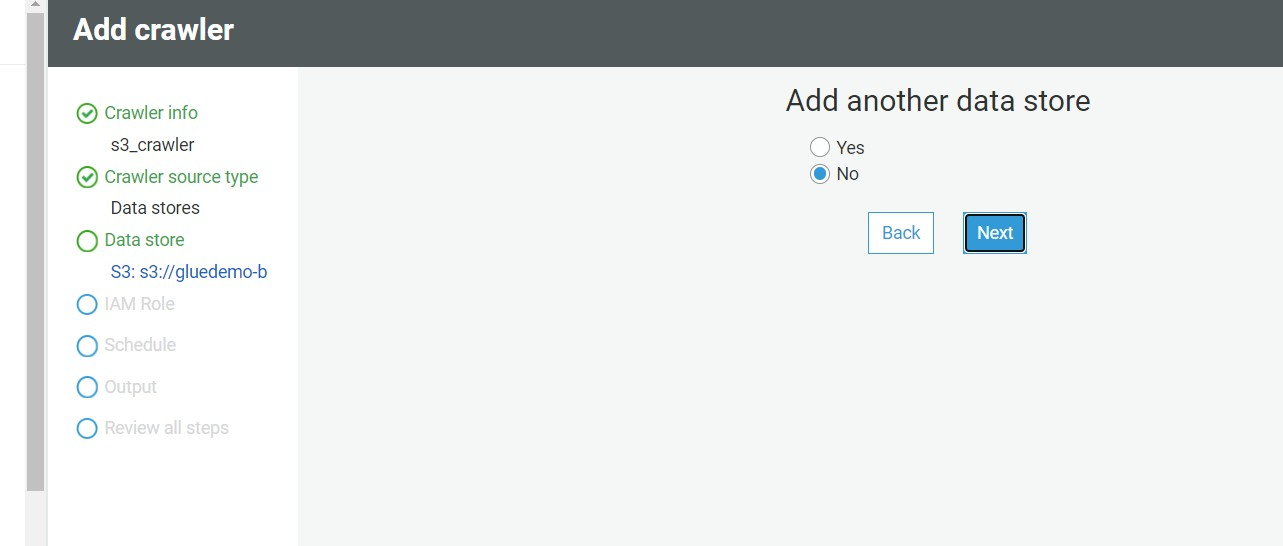 Add crawler
Crawler info
s3_crawler
Crawler source type
Data stores
Data store
S3: s3://gluedemo-b
IAM Role
Schedule
Output
Review all steps
Add another data store
Yes
No
Back
Next